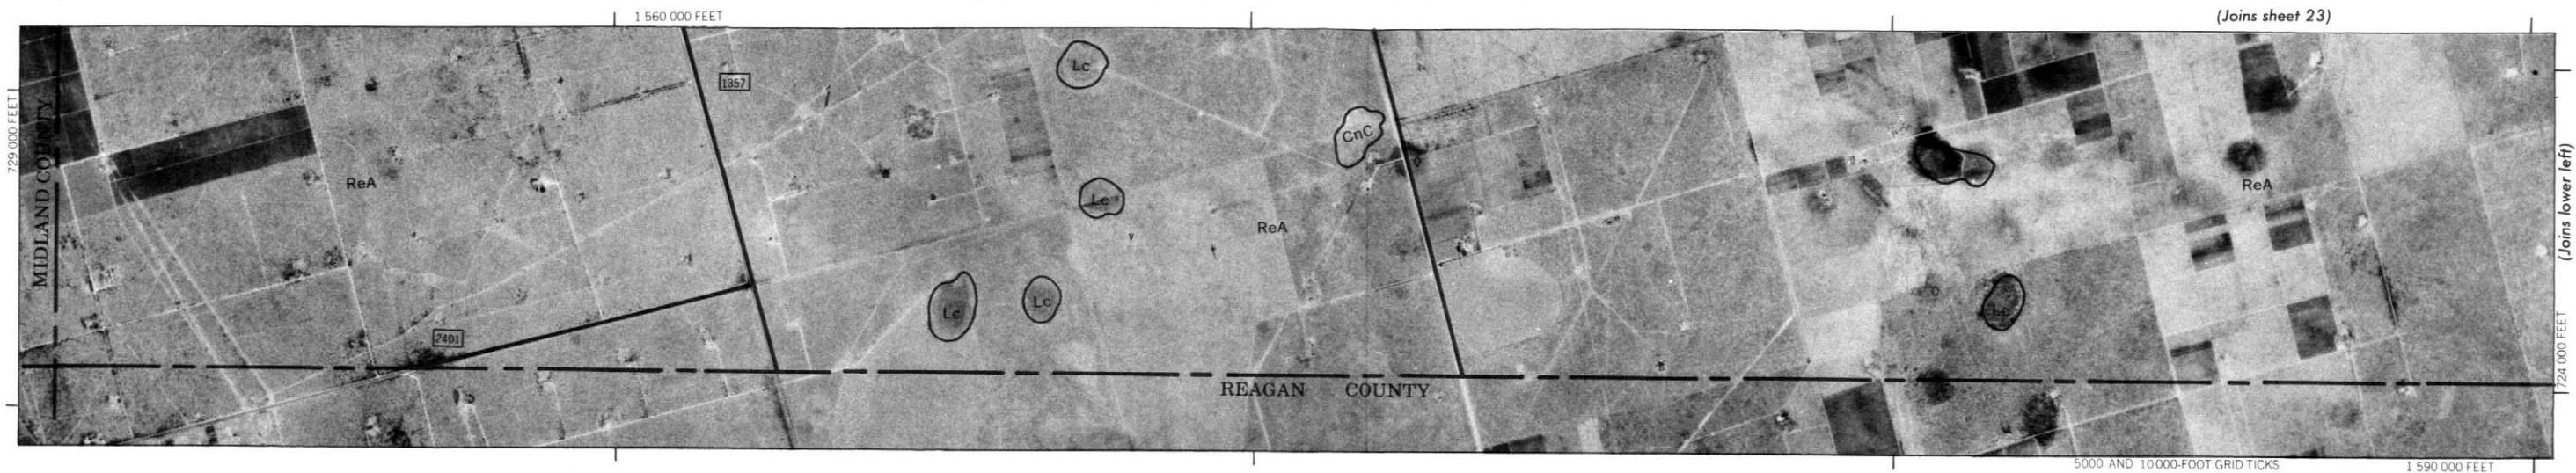 1 560 000 FEET
(Joins sheet 23)
729 000 FEET
MIDLAND COUNTY
1357
Lc
CnC
ReA
Lc
ReA
ReA
(Joins lower left)
Lc
Lc
Lc
2401
724 000 FEET
REAGAN COUNTY
5000 AND 10 000-FOOT GRID TICKS
1 590 000 FEET